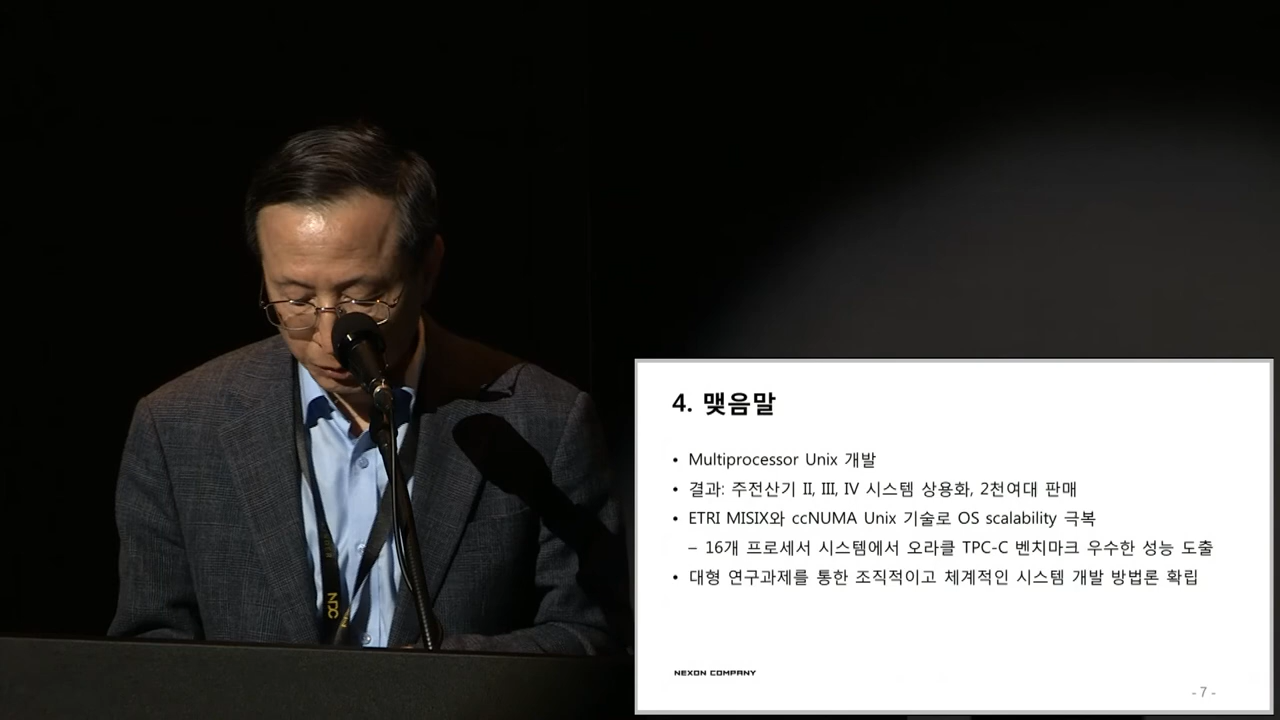 4. 맺음말
• Multiprocessor Unix 개발
• 결과: 주전산기 II, III, IV 시스템 상용화, 2천여대 판매
• ETRI MISIX와 ccNUMA Unix 기술로 OS scalability 극복
– 16개 프로세서 시스템에서 오라클 TPC-C 벤치마크 우수한 성능 도출
• 대형 연구과제를 통한 조직적이고 체계적인 시스템 개발 방법론 확립
NEXON COMPANY
- 7 -
NDC